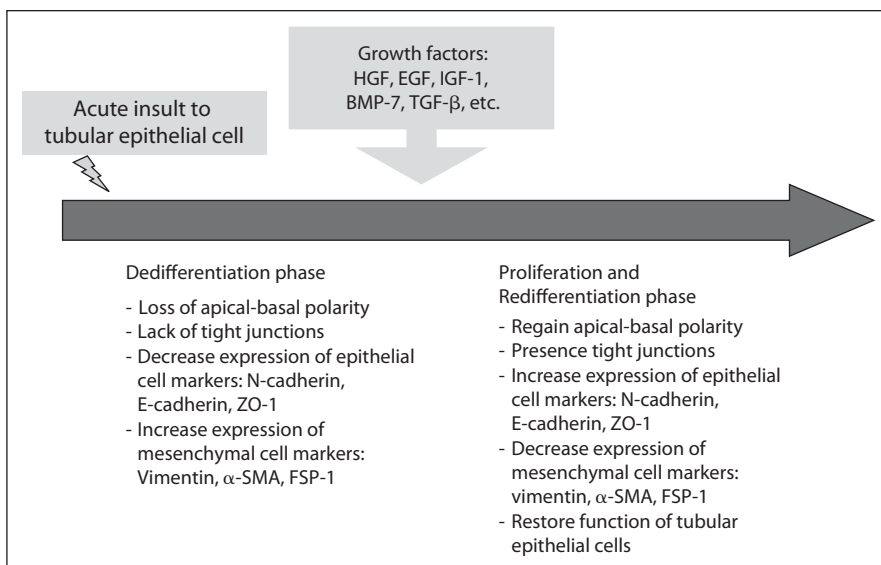 Growth factors:
HGF, EGF, IGF-1,
BMP-7, TGF-β, etc.
Acute insult to
tubular epithelial cell
Dedifferentiation phase
- Loss of apical-basal polarity
- Lack of tight junctions
- Decrease expression of epithelial
cell markers: N-cadherin,
E-cadherin, ZO-1
- Increase expression of
mesenchymal cell markers:
Vimentin, α-SMA, FSP-1
Proliferation and
Redifferentiation phase
- Regain apical-basal polarity
- Presence tight junctions
- Increase expression of epithelial
cell markers: N-cadherin,
E-cadherin, ZO-1
- Decrease expression of
mesenchymal cell markers:
vimentin, α-SMA, FSP-1
- Restore function of tubular
epithelial cells